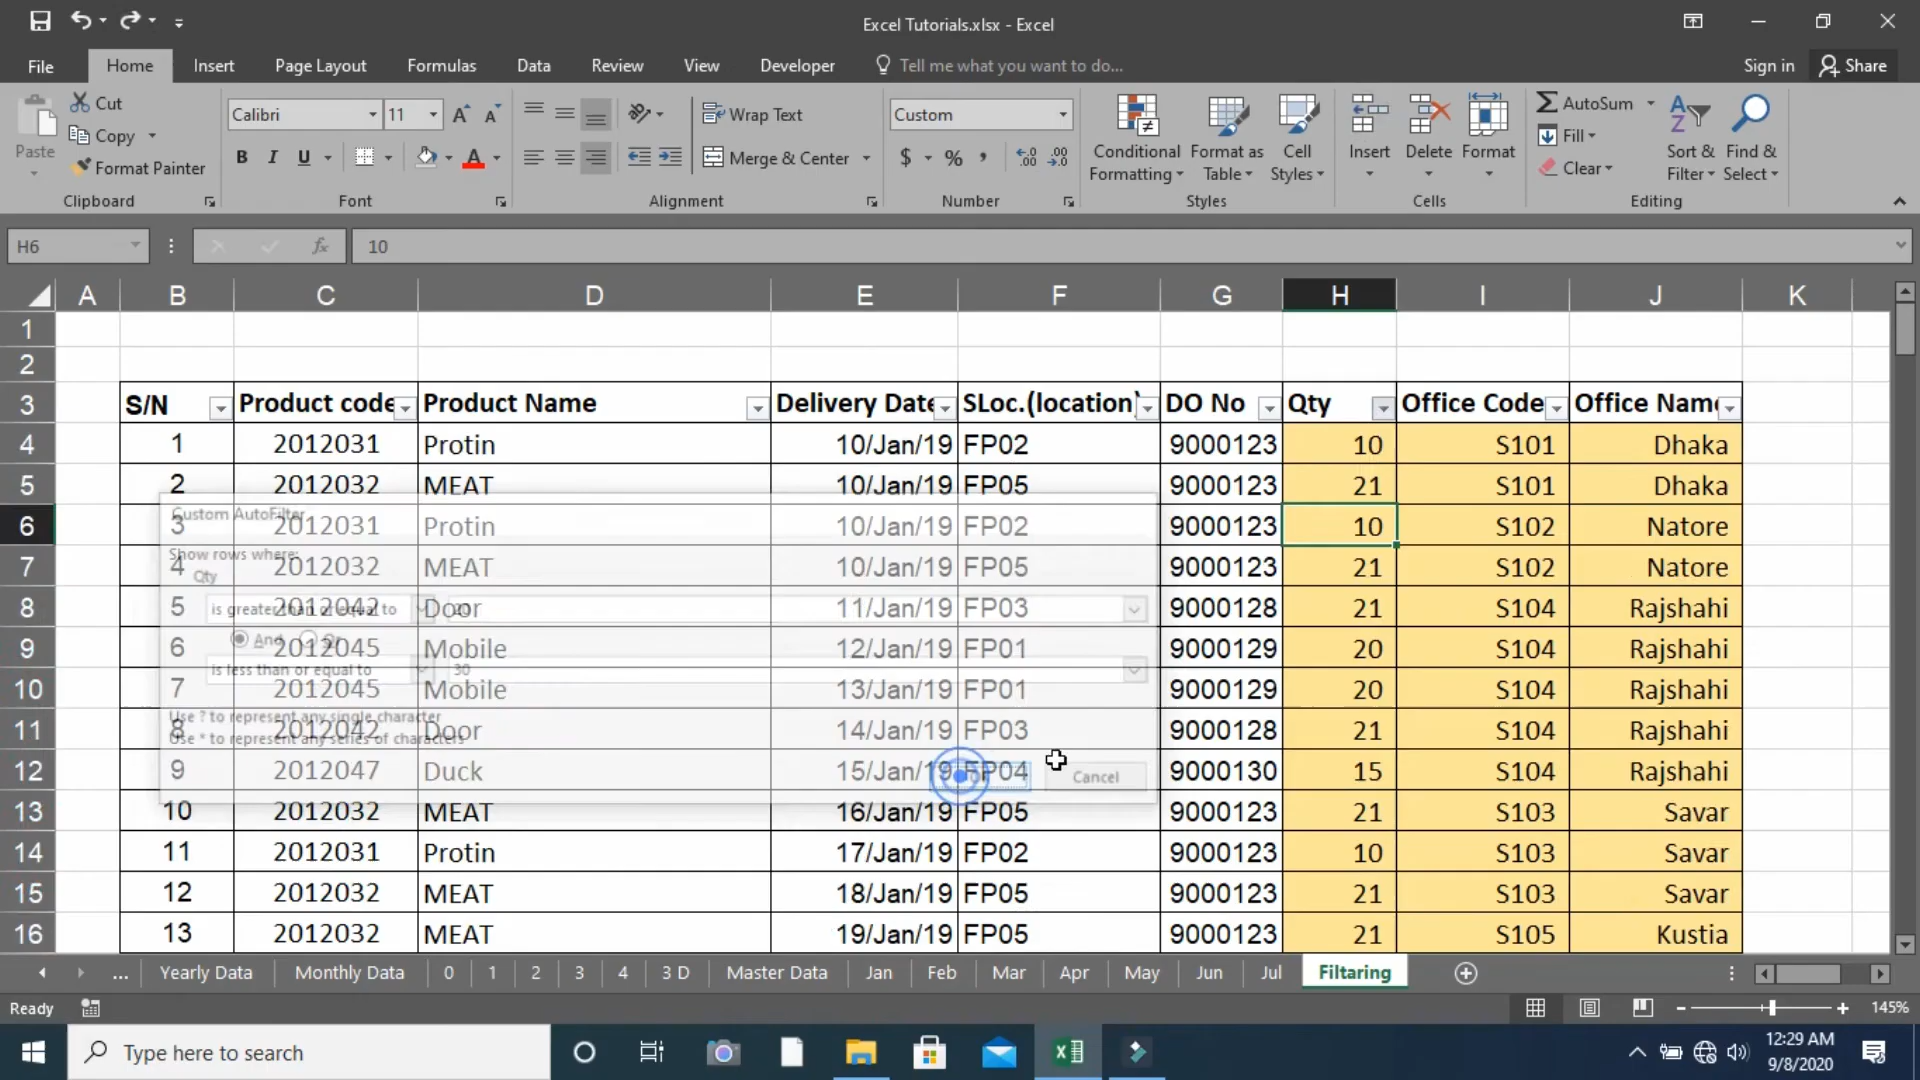 Excel Tutorials.xlsx - Excel
File Home Insert Page Layout Formulas Data Review View Developer Tell me what you want to do... Sign in Share
Paste Cut Copy Format Painter Clipboard
Calibri 11 B I U A Font
Wrap Text Merge & Center Alignment
Custom $ % , Number
Conditional Formatting Format as Table Cell Styles Styles
Insert Delete Format Cells
AutoSum Fill Clear Sort & Filter Find & Select Editing
H6 fx 10
A B C D E F G H I J K
1
2
3 S/N Product code Product Name Delivery Date SLoc.(location) DO No Qty Office Code Office Nam
4 1 2012031 Protin 10/Jan/19 FP02 9000123 10 S101 Dhaka
5 2 2012032 MEAT 10/Jan/19 FP05 9000123 21 S101 Dhaka
6 3 2012031 Protin 10/Jan/19 FP02 9000123 10 S102 Natore
7 4 2012032 MEAT 10/Jan/19 FP05 9000123 21 S102 Natore
8 5 2012042 Door 11/Jan/19 FP03 9000128 21 S104 Rajshahi
9 6 2012045 Mobile 12/Jan/19 FP01 9000129 20 S104 Rajshahi
10 7 2012045 Mobile 13/Jan/19 FP01 9000129 20 S104 Rajshahi
11 8 2012042 Door 14/Jan/19 FP03 9000128 21 S104 Rajshahi
12 9 2012047 Duck 15/Jan/19 FP04 9000130 15 S104 Rajshahi
13 10 2012032 MEAT 16/Jan/19 FP05 9000123 21 S103 Savar
14 11 2012031 Protin 17/Jan/19 FP02 9000123 10 S103 Savar
15 12 2012032 MEAT 18/Jan/19 FP05 9000123 21 S103 Savar
16 13 2012032 MEAT 19/Jan/19 FP05 9000123 21 S105 Kustia
Custom AutoFilter
Show rows where:
Qty
is greater than or equal to
And Or
is less than or equal to 30
Use ? to represent any single character
Use * to represent any series of characters
Cancel
... Yearly Data Monthly Data 0 1 2 3 4 3 D Master Data Jan Feb Mar Apr May Jun Jul Filtaring
Ready 145%
Type here to search
12:29 AM
9/8/2020